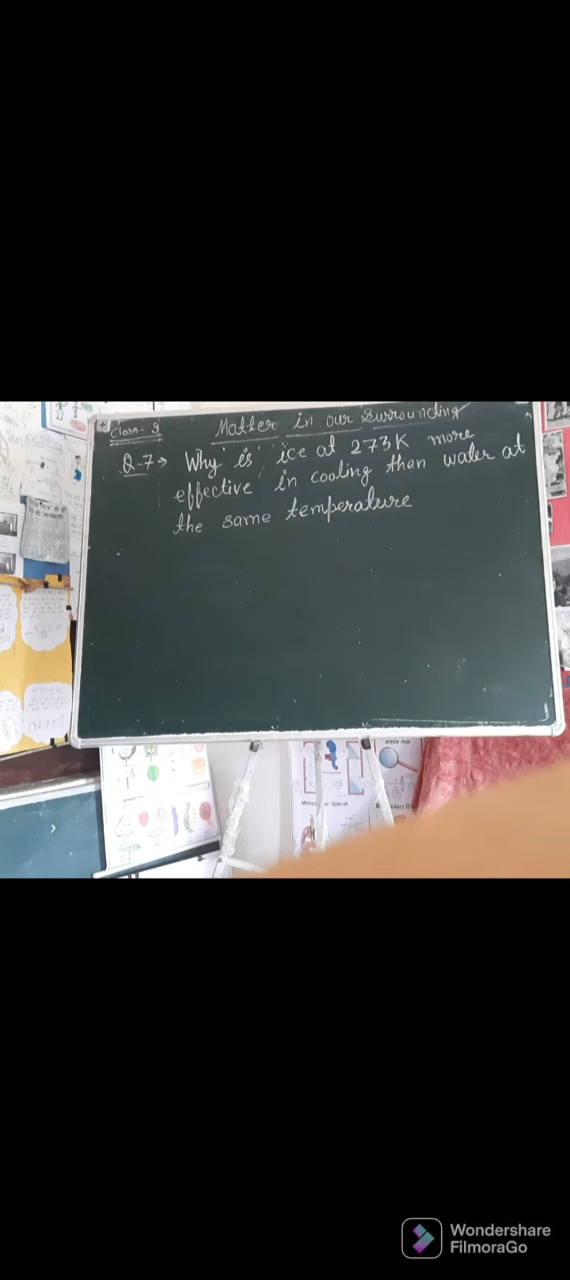 Class- 9
Matter in our Surrounding
Q-7→ Why is ice at 273K more
effective in cooling than water at
the same temperature
Wondershare
FilmoraGo